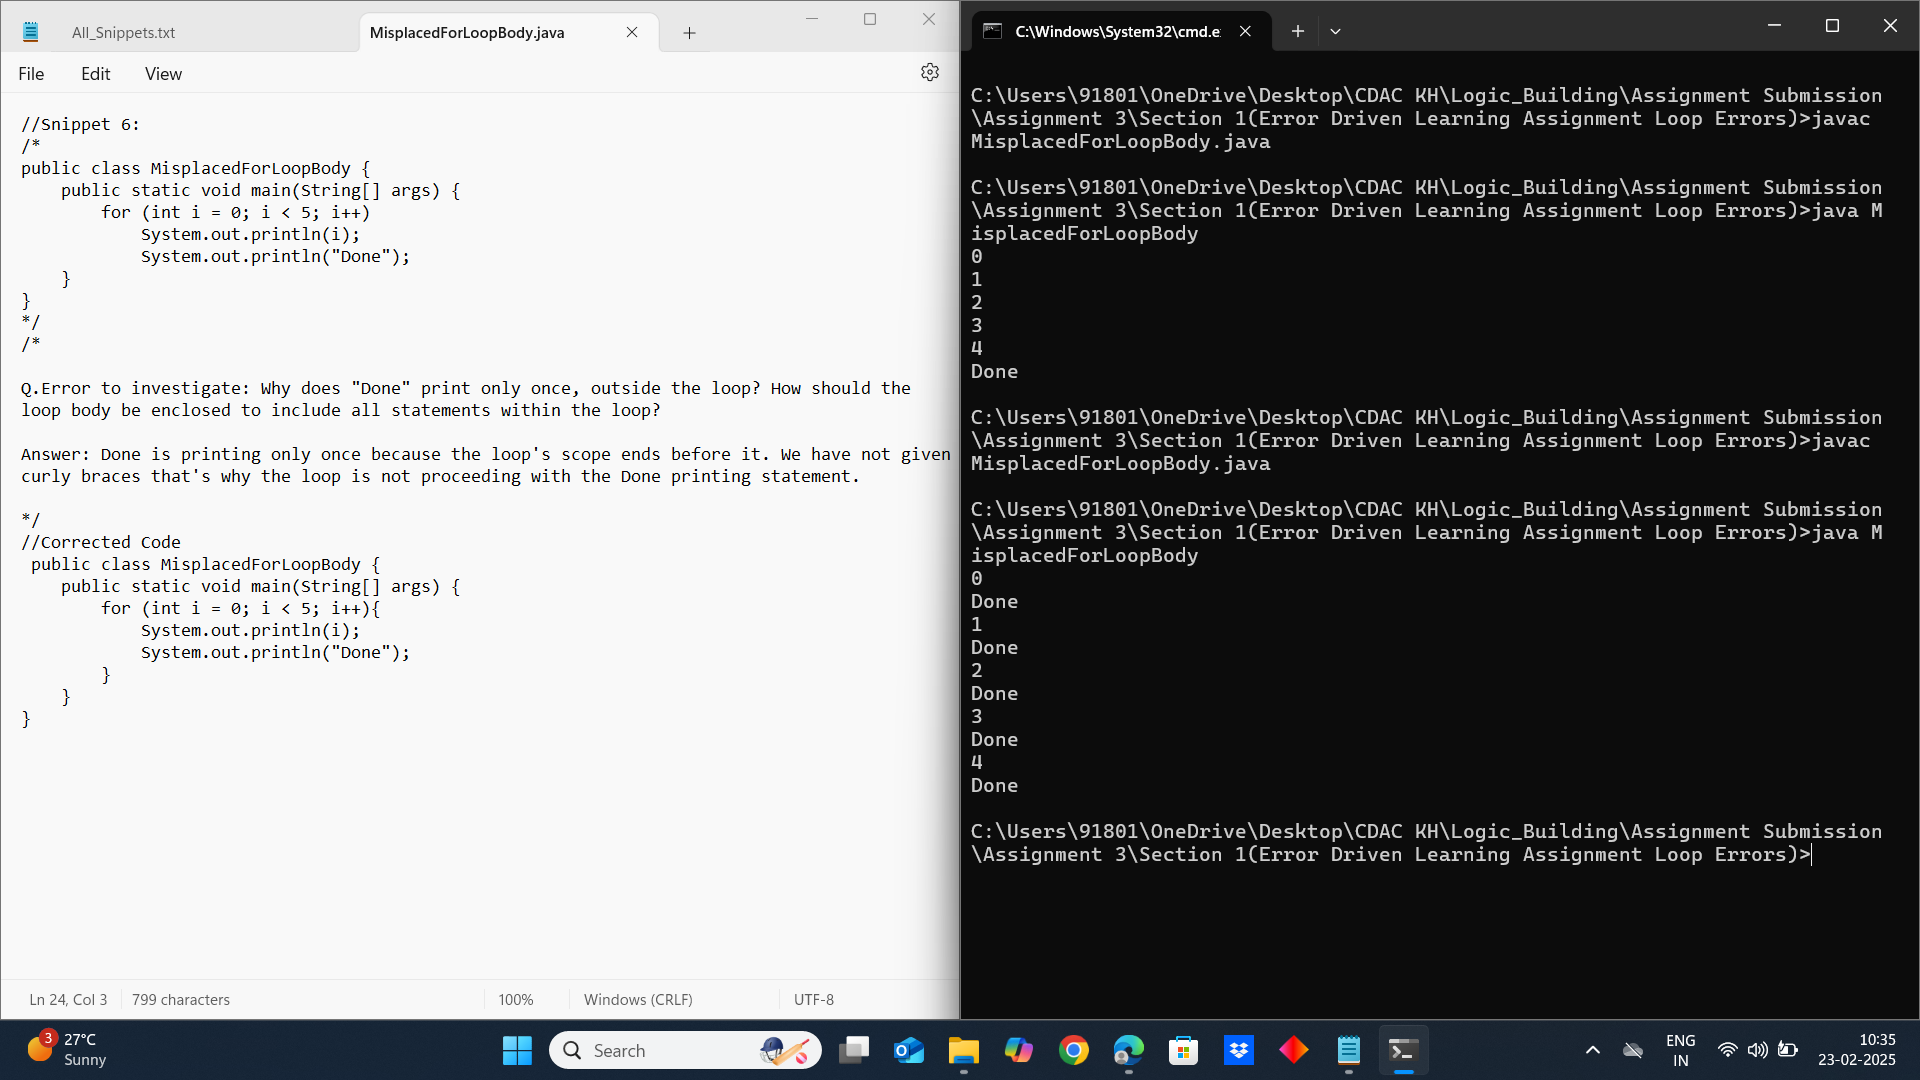 All_Snippets.txt
MisplacedForLoopBody.java
File
Edit
View
//Snippet 6:
/*
public class MisplacedForLoopBody {
    public static void main(String[] args) {
        for (int i = 0; i < 5; i++)
            System.out.println(i);
            System.out.println("Done");
    }
}
*/
/*
Q.Error to investigate: Why does "Done" print only once, outside the loop? How should the
loop body be enclosed to include all statements within the loop?
Answer: Done is printing only once because the loop's scope ends before it. We have not given
curly braces that's why the loop is not proceeding with the Done printing statement.
*/
//Corrected Code
 public class MisplacedForLoopBody {
    public static void main(String[] args) {
        for (int i = 0; i < 5; i++){
            System.out.println(i);
            System.out.println("Done");
        }
    }
}
Ln 24, Col 3
799 characters
100%
Windows (CRLF)
UTF-8
C:\Windows\System32\cmd.e
C:\Users\91801\OneDrive\Desktop\CDAC KH\Logic_Building\Assignment Submission
\Assignment 3\Section 1(Error Driven Learning Assignment Loop Errors)>javac
MisplacedForLoopBody.java
C:\Users\91801\OneDrive\Desktop\CDAC KH\Logic_Building\Assignment Submission
\Assignment 3\Section 1(Error Driven Learning Assignment Loop Errors)>java M
isplacedForLoopBody
0
1
2
3
4
Done
C:\Users\91801\OneDrive\Desktop\CDAC KH\Logic_Building\Assignment Submission
\Assignment 3\Section 1(Error Driven Learning Assignment Loop Errors)>javac
MisplacedForLoopBody.java
C:\Users\91801\OneDrive\Desktop\CDAC KH\Logic_Building\Assignment Submission
\Assignment 3\Section 1(Error Driven Learning Assignment Loop Errors)>java M
isplacedForLoopBody
0
Done
1
Done
2
Done
3
Done
4
Done
C:\Users\91801\OneDrive\Desktop\CDAC KH\Logic_Building\Assignment Submission
\Assignment 3\Section 1(Error Driven Learning Assignment Loop Errors)>
3
27°C
Sunny
Search
ENG
IN
10:35
23-02-2025